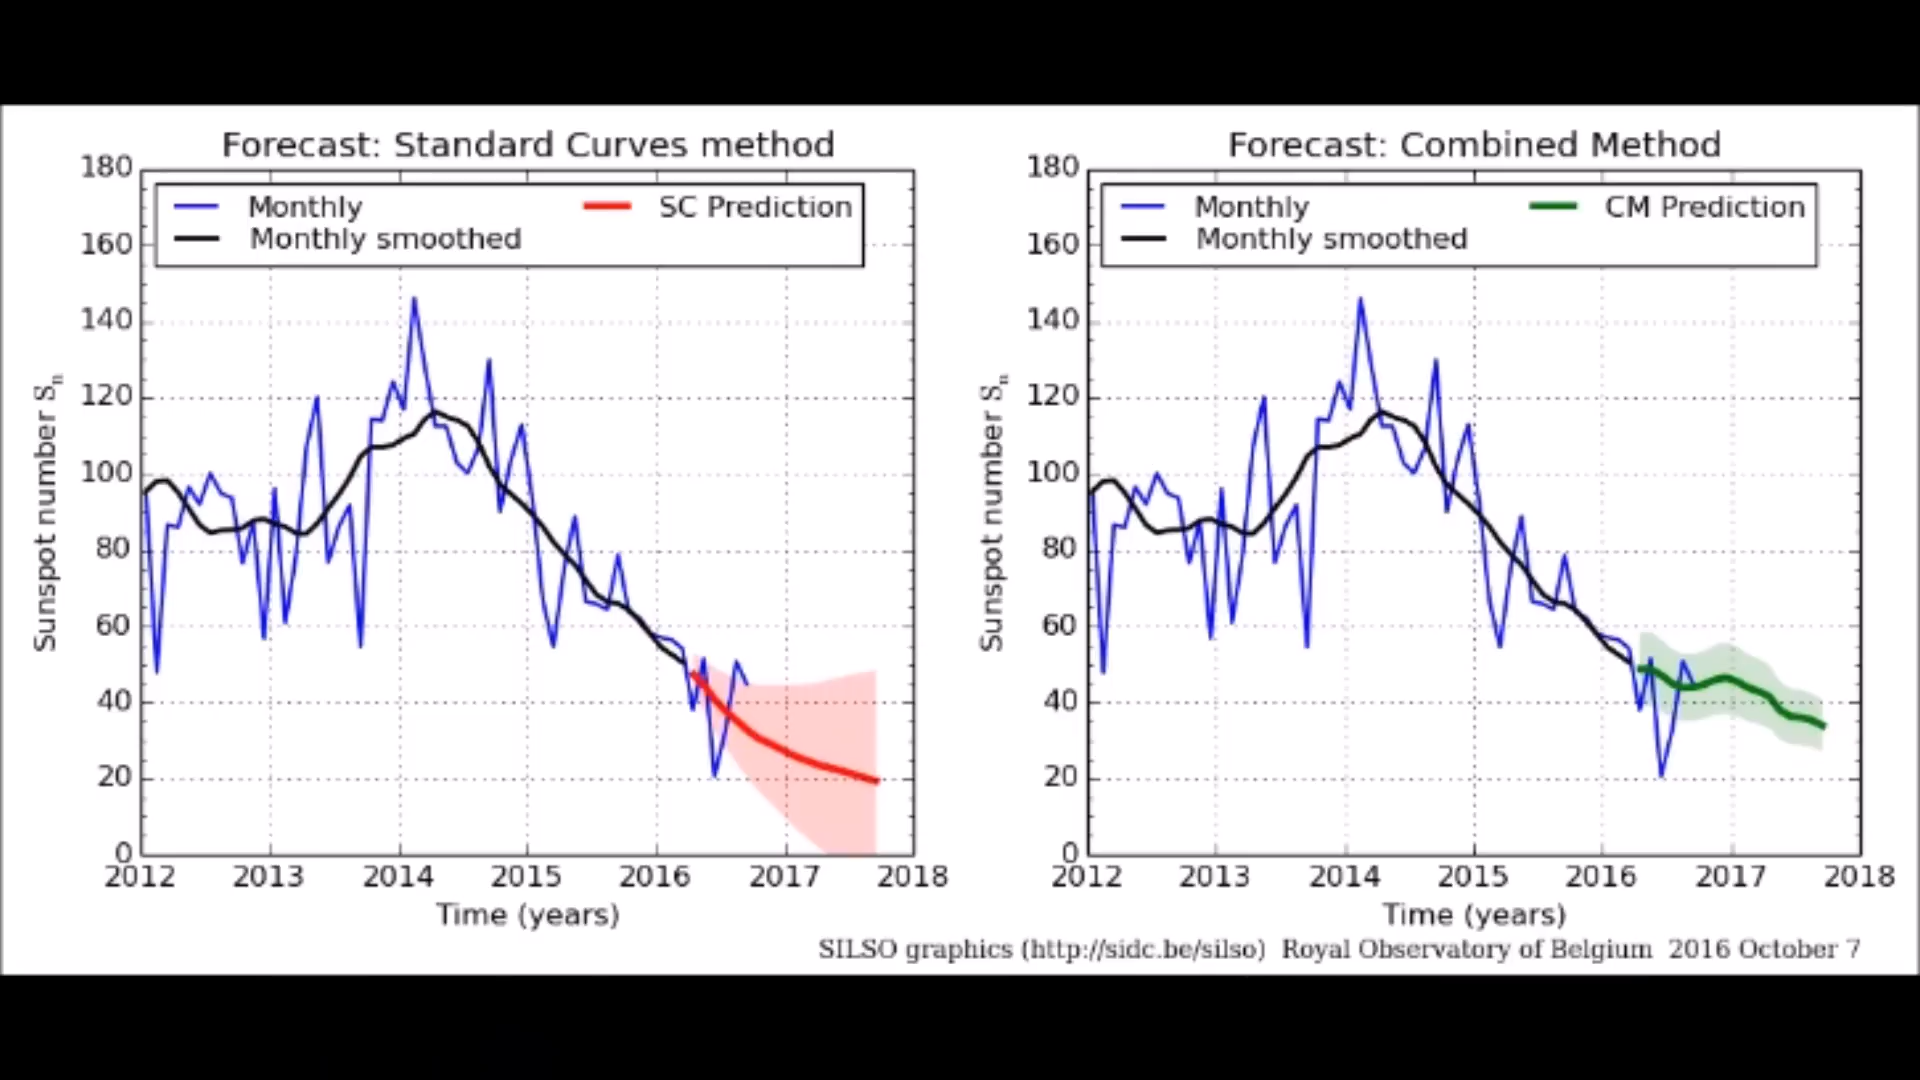 Forecast: Standard Curves method
180
160
140
120
100
80
60
40
20
0
Sunspot number Sn
Monthly
Monthly smoothed
SC Prediction
2012 2013 2014 2015 2016 2017 2018
Time (years)
Forecast: Combined Method
180
160
140
120
100
80
60
40
20
0
Sunspot number Sn
Monthly
Monthly smoothed
CM Prediction
2012 2013 2014 2015 2016 2017 2018
Time (years)
SILSO graphics (http://sidc.be/silso) Royal Observatory of Belgium 2016 October 7